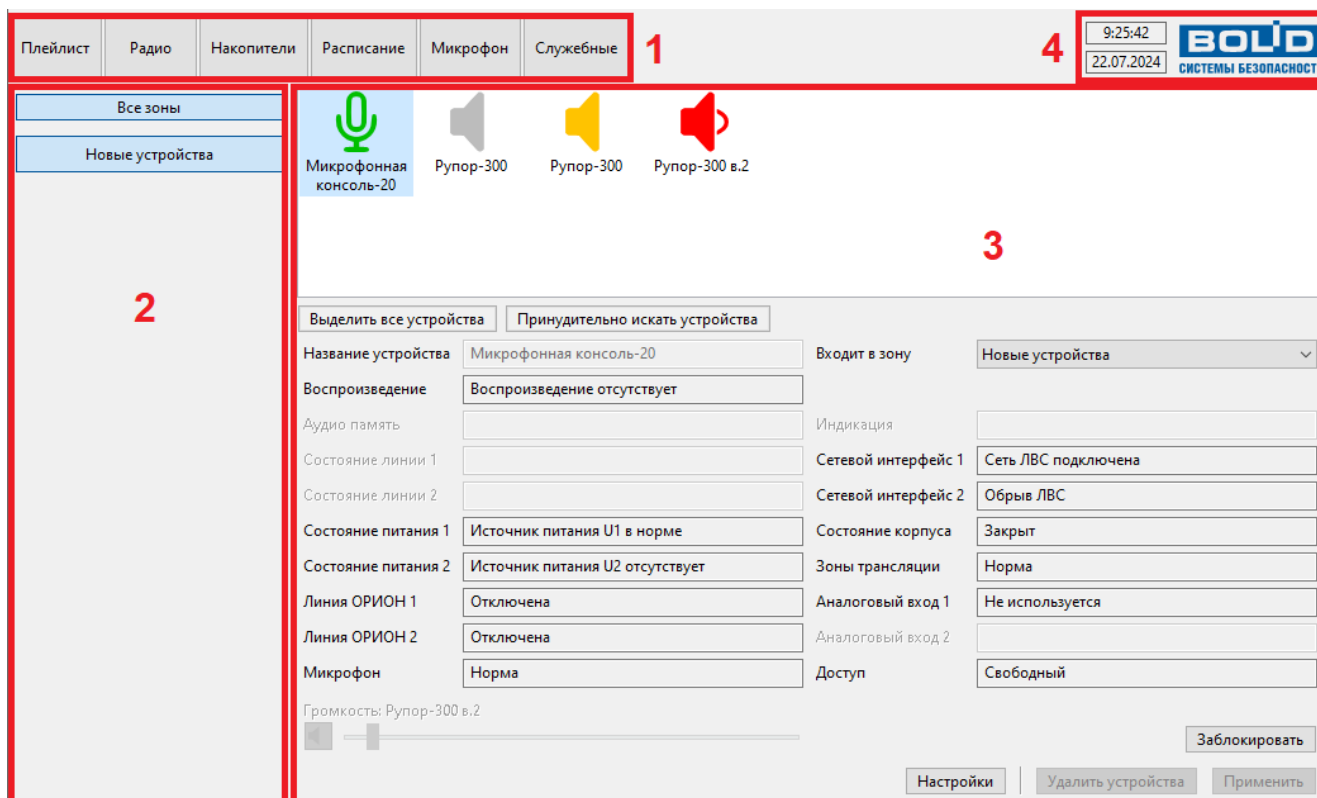 Плейлист Радио Накопители Расписание Микрофон Служебные 1
4 9:25:42 BOLID
22.07.2024 СИСТЕМЫ БЕЗОПАСНОСТ
Все зоны
Новые устройства
2
Микрофонная консоль-20 Рупор-300 Рупор-300 Рупор-300 в.2
3
Выделить все устройства Принудительно искать устройства
Название устройства Микрофонная консоль-20 Входит в зону Новые устройства
Воспроизведение Воспроизведение отсутствует
Аудио память Индикация
Состояние линии 1 Сетевой интерфейс 1 Сеть ЛВС подключена
Состояние линии 2 Сетевой интерфейс 2 Обрыв ЛВС
Состояние питания 1 Источник питания U1 в норме Состояние корпуса Закрыт
Состояние питания 2 Источник питания U2 отсутствует Зоны трансляции Норма
Линия ОРИОН 1 Отключена Аналоговый вход 1 Не используется
Линия ОРИОН 2 Отключена Аналоговый вход 2
Микрофон Норма Доступ Свободный
Громкость: Рупор-300 в.2
Заблокировать
Настройки Удалить устройства Применить